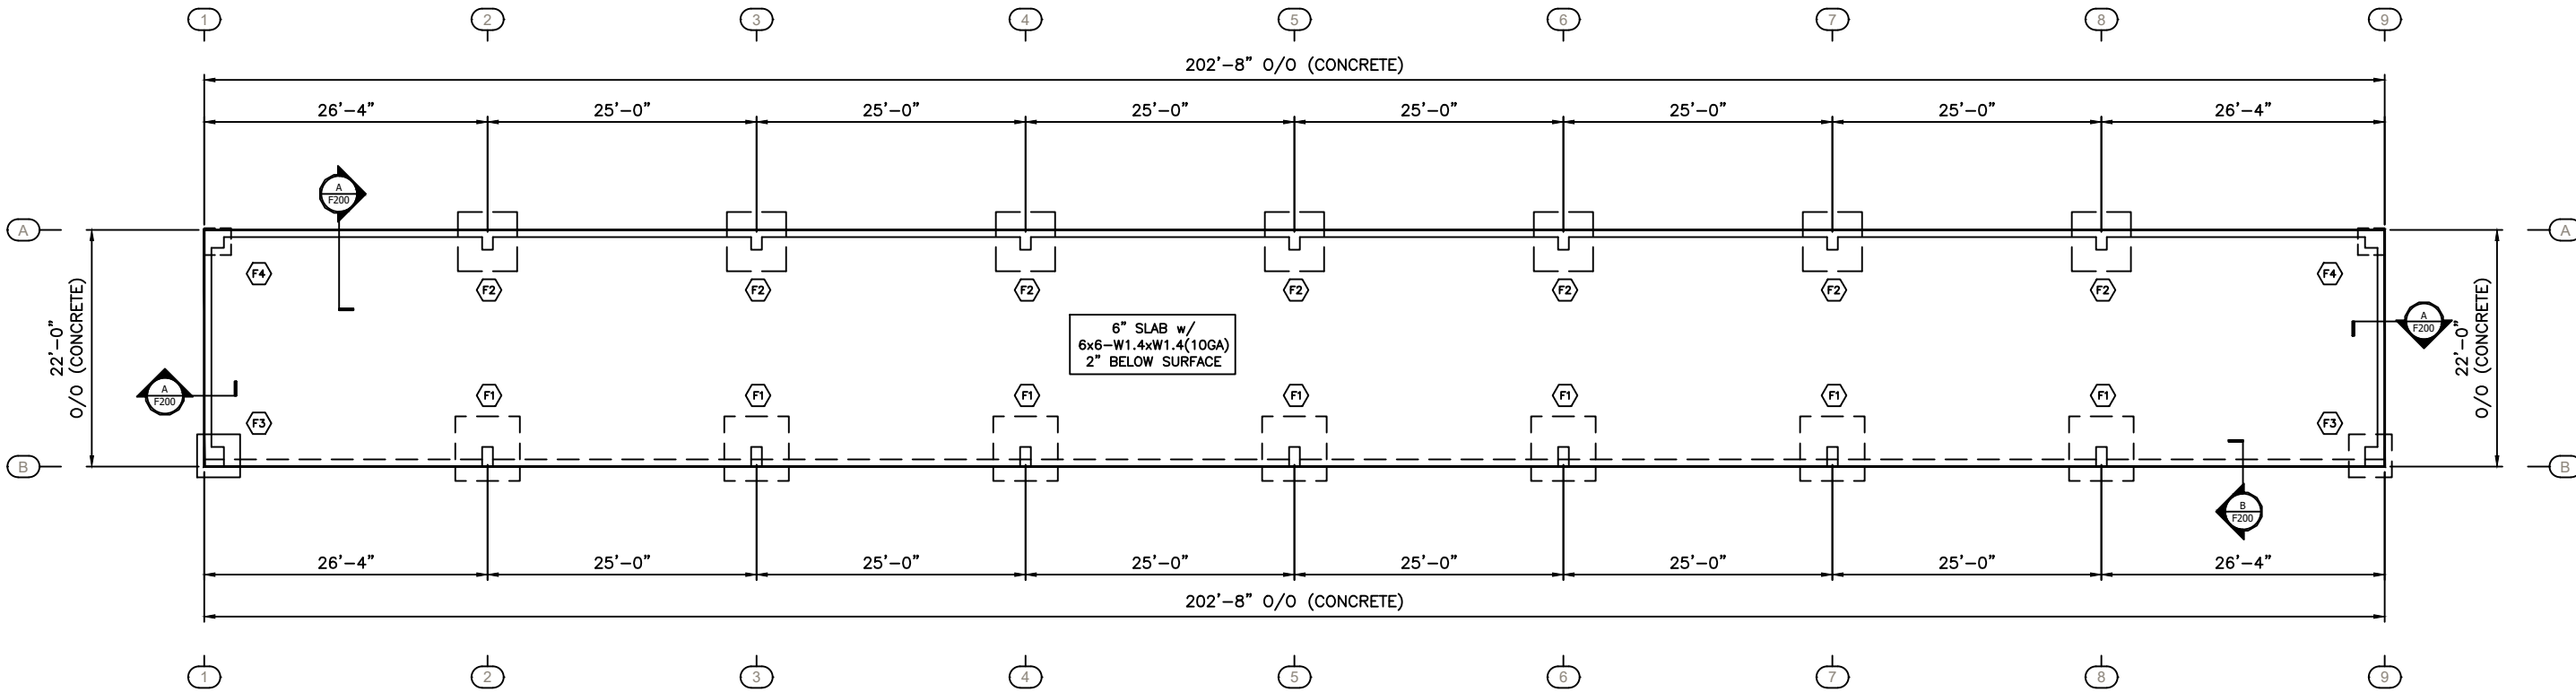 1 2 3 4 5 6 7 8 9
202'-8" O/O (CONCRETE)
26'-4" 25'-0" 25'-0" 25'-0" 25'-0" 25'-0" 25'-0" 26'-4"
A
F200
A A
F4 F4
F2 F2 F2 F2 F2 F2 F2
22'-0"
O/O (CONCRETE)
6" SLAB w/
6x6-W1.4xW1.4(10GA)
2" BELOW SURFACE
A
F200
22'-0"
O/O (CONCRETE)
A
F200
F1 F1 F1 F1 F1 F1 F1
F3 F3
B B
B
F200
26'-4" 25'-0" 25'-0" 25'-0" 25'-0" 25'-0" 25'-0" 26'-4"
202'-8" O/O (CONCRETE)
1 2 3 4 5 6 7 8 9